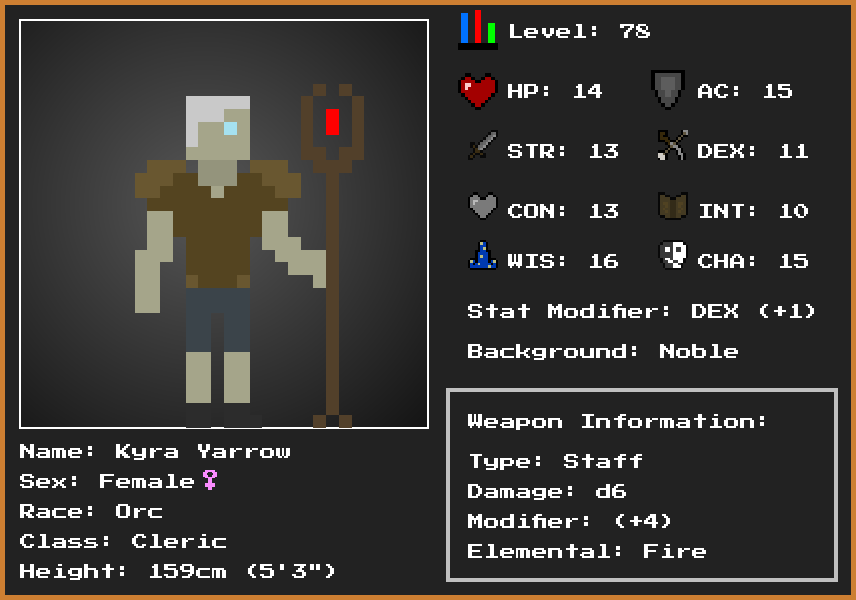 Level: 78
HP: 14
AC: 15
STR: 13
DEX: 11
CON: 13
INT: 10
WIS: 16
CHA: 15
Stat Modifier: DEX (+1)
Background: Noble
Weapon Information:
Type: Staff
Damage: d6
Modifier: (+4)
Elemental: Fire
Name: Kyra Yarrow
Sex: Female♀
Race: Orc
Class: Cleric
Height: 159cm (5'3")